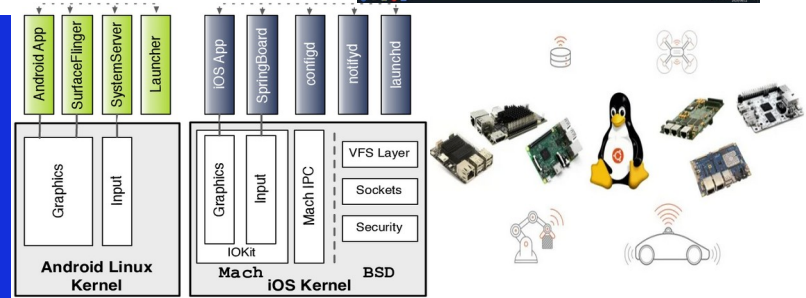 Android App
SurfaceFlinger
SystemServer
Launcher
Graphics
Input
Android Linux
Kernel
iOS App
SpringBoard
configd
notifyd
launchd
Graphics
Input
IOKit
Mach IPC
VFS Layer
Sockets
Security
Mach
BSD
iOS Kernel